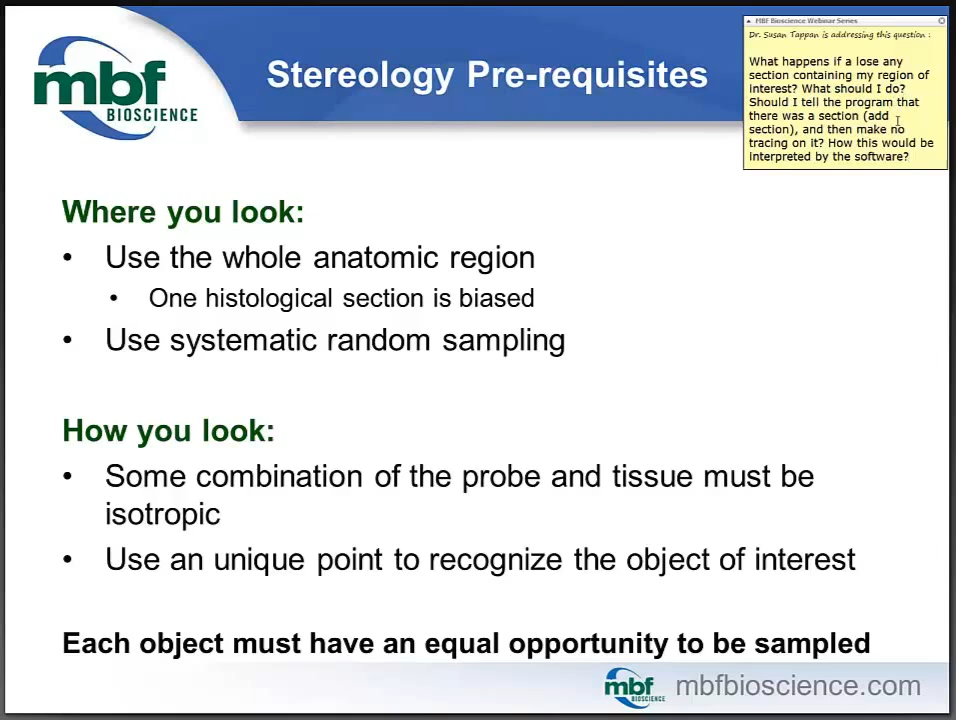 mbf
BIOSCIENCE
Stereology Pre-requisites
MBF Bioscience Webinar Series
Dr. Susan Tappan is addressing this question :
What happens if a lose any
section containing my region of
interest? What should I do?
Should I tell the program that
there was a section (add
section), and then make no
tracing on it? How this would be
interpreted by the software?
Where you look:
• Use the whole anatomic region
• One histological section is biased
• Use systematic random sampling
How you look:
• Some combination of the probe and tissue must be
isotropic
• Use an unique point to recognize the object of interest
Each object must have an equal opportunity to be sampled
mbf
BIOSCIENCE
mbfbioscience.com